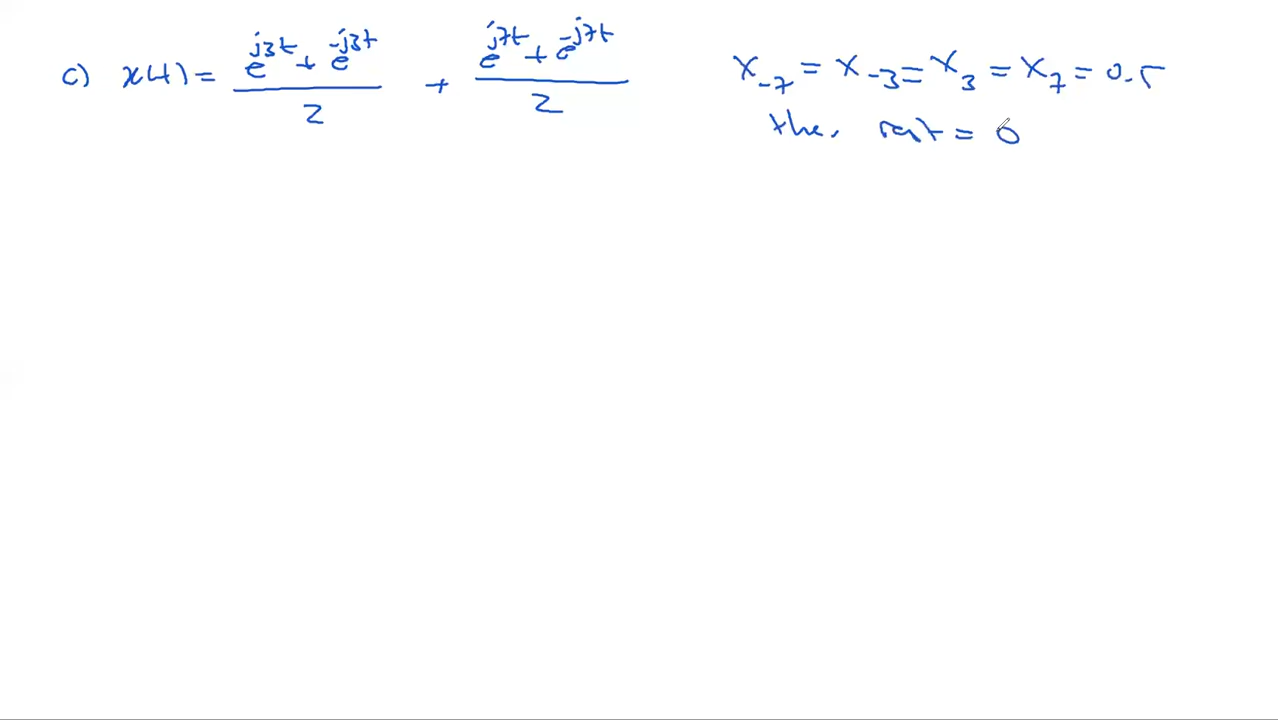 c) x(t) = (e^{j3t} + e^{-j3t})/2 + (e^{j7t} + e^{-j7t})/2    X_{-7} = X_{-3} = X_3 = X_7 = 0.5
the rest = 0